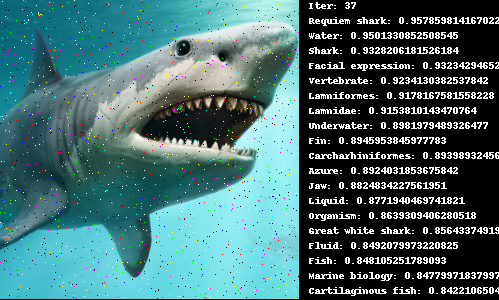 Iter: 37
Requiem shark: 0.957859814167022
Water: 0.9501330852508545
Shark: 0.9328206181526184
Facial expression: 0.93234294652
Vertebrate: 0.9234130382537842
Lamniformes: 0.9178167581558228
Lamnidae: 0.9153810143470764
Underwater: 0.8981979489326477
Fin: 0.8945953845977783
Carcharhiniformes: 0.89398932456
Azure: 0.8924031853675842
Jaw: 0.8824834227561951
Liquid: 0.8771940469741821
Organism: 0.8639309406280518
Great white shark: 0.85643374919
Fluid: 0.8492079973220825
Fish: 0.848105251789093
Marine biology: 0.84779971837997
Cartilaginous fish: 0.8422106504